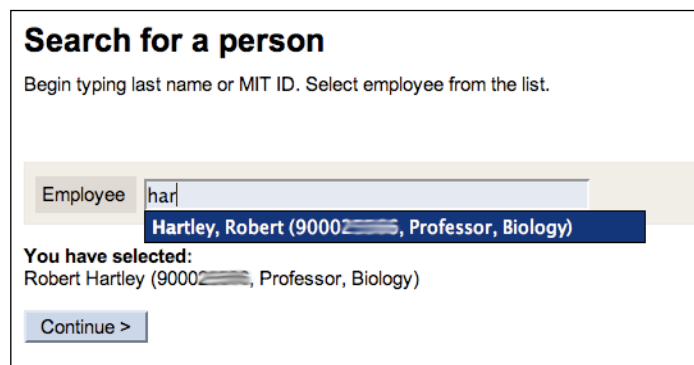 Search for a person
Begin typing last name or MIT ID. Select employee from the list.
Employee har
Hartley, Robert (90002, Professor, Biology)
You have selected:
Robert Hartley (90002, Professor, Biology)
Continue >